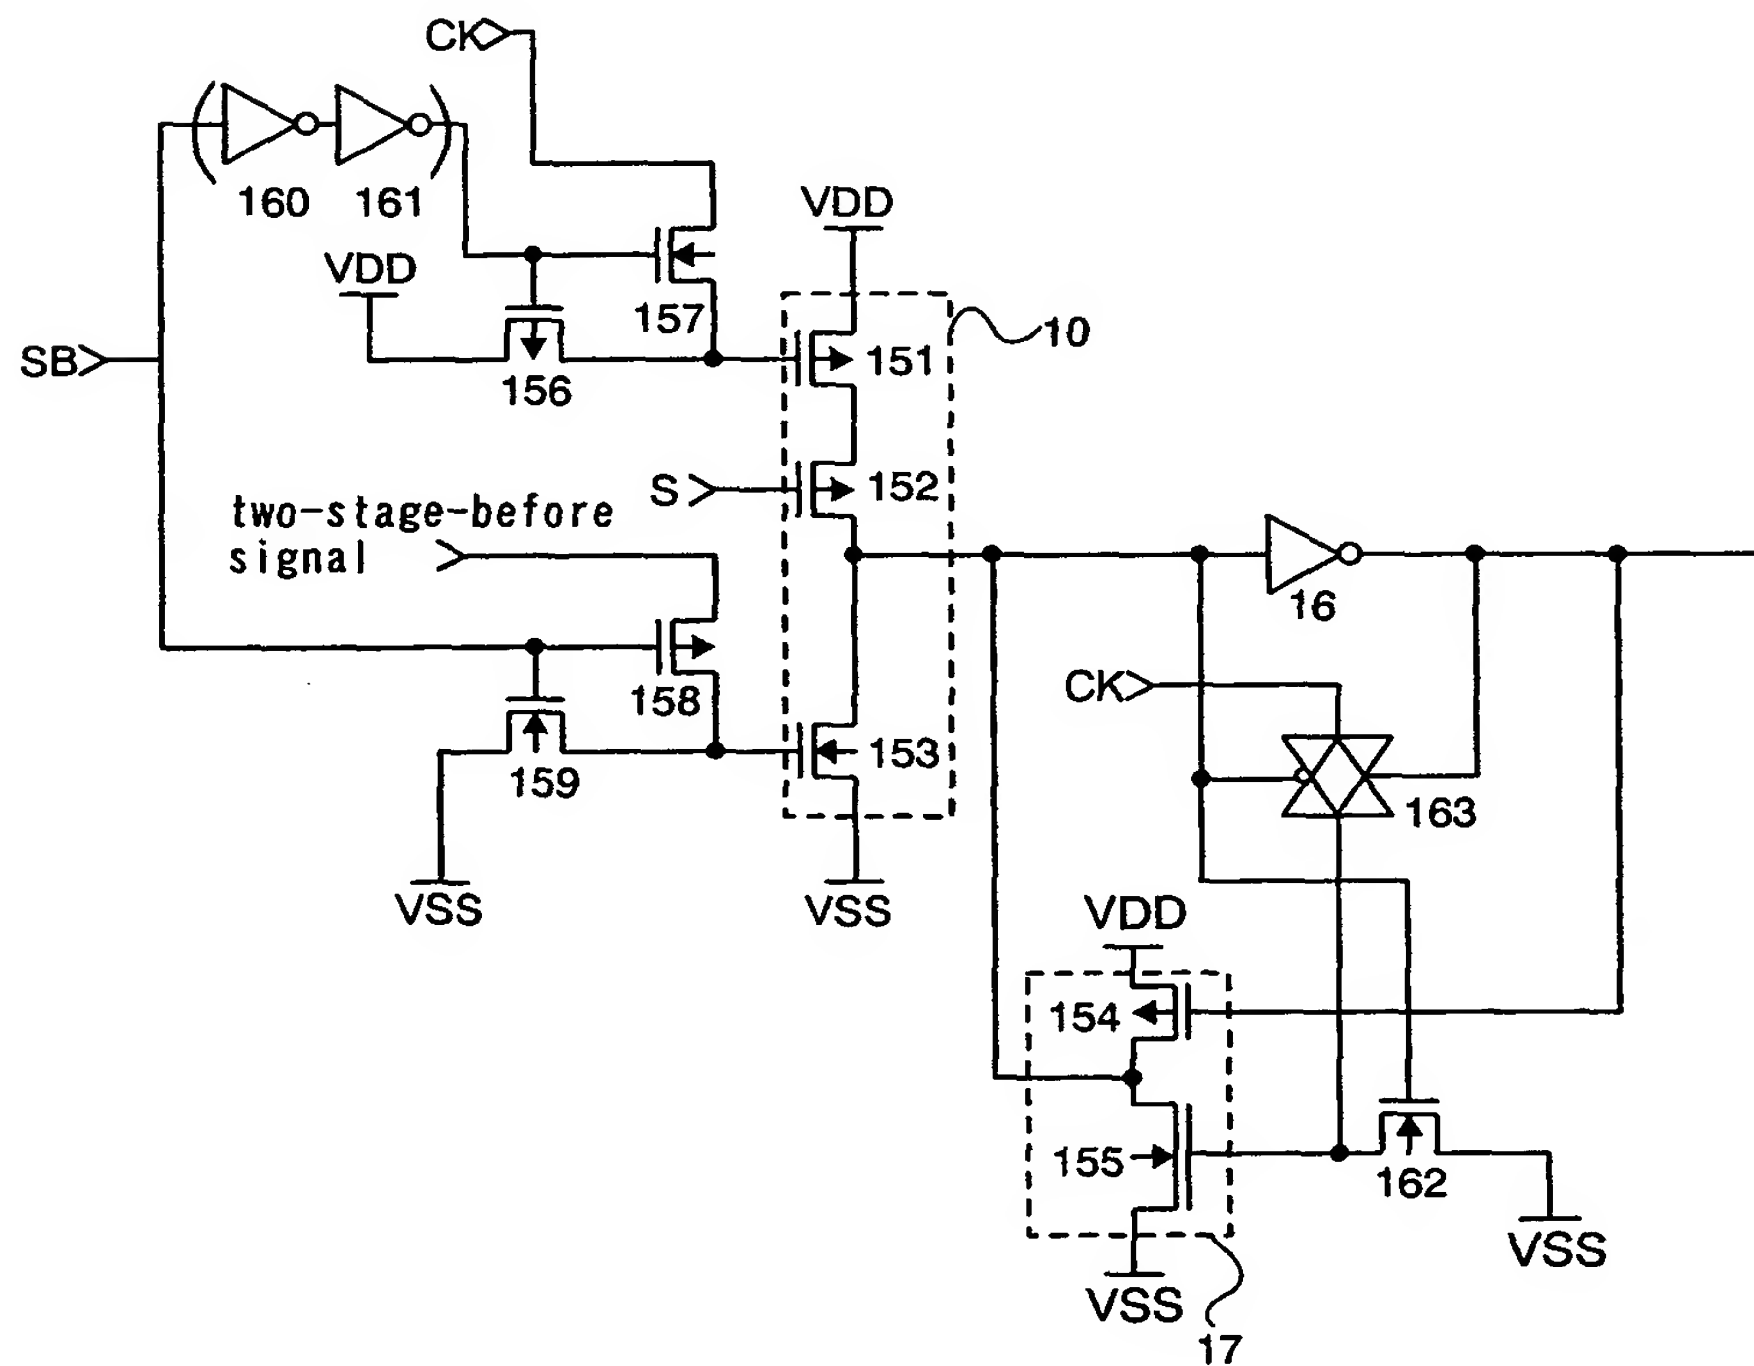 CK
160
161
VDD
VDD
157
10
151
SB
156
S
152
two-stage-before
signal
16
158
CK
153
159
163
VSS
VSS
VDD
154
155
162
VSS
VSS
17